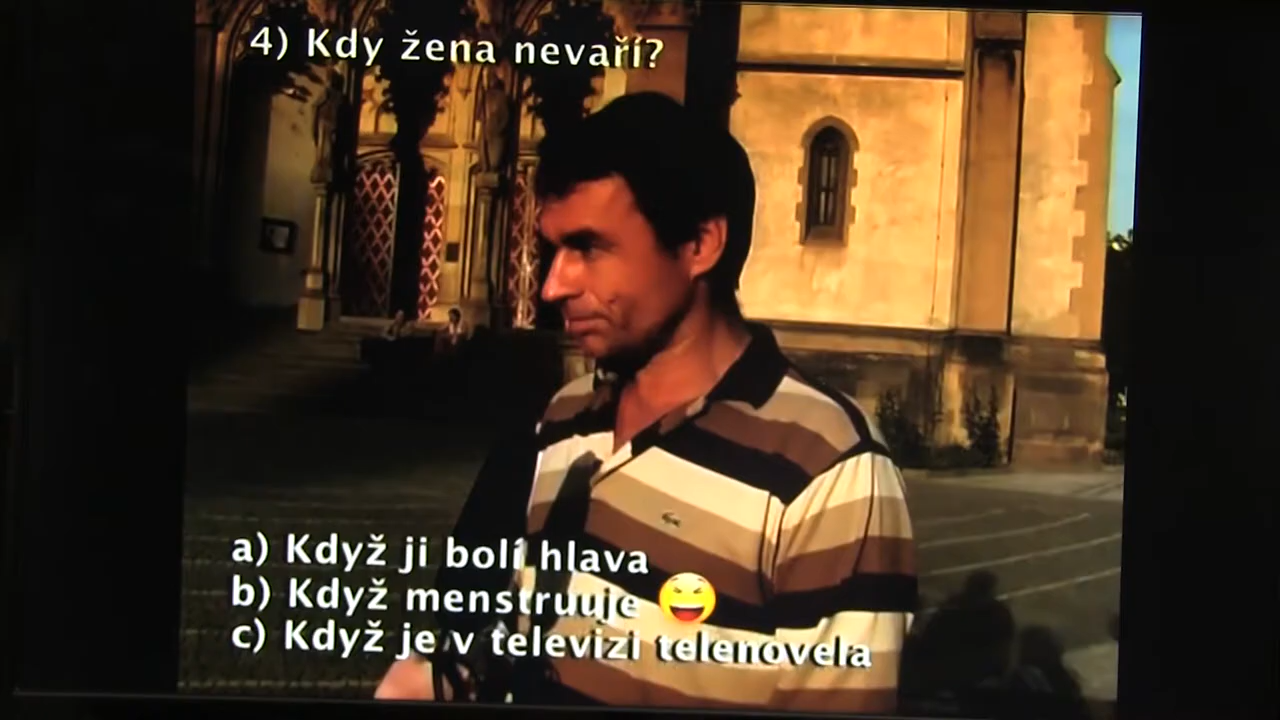 4) Kdy žena nevaří?
a) Když ji bolí hlava
b) Když menstruuje
c) Když je v televizi telenovela